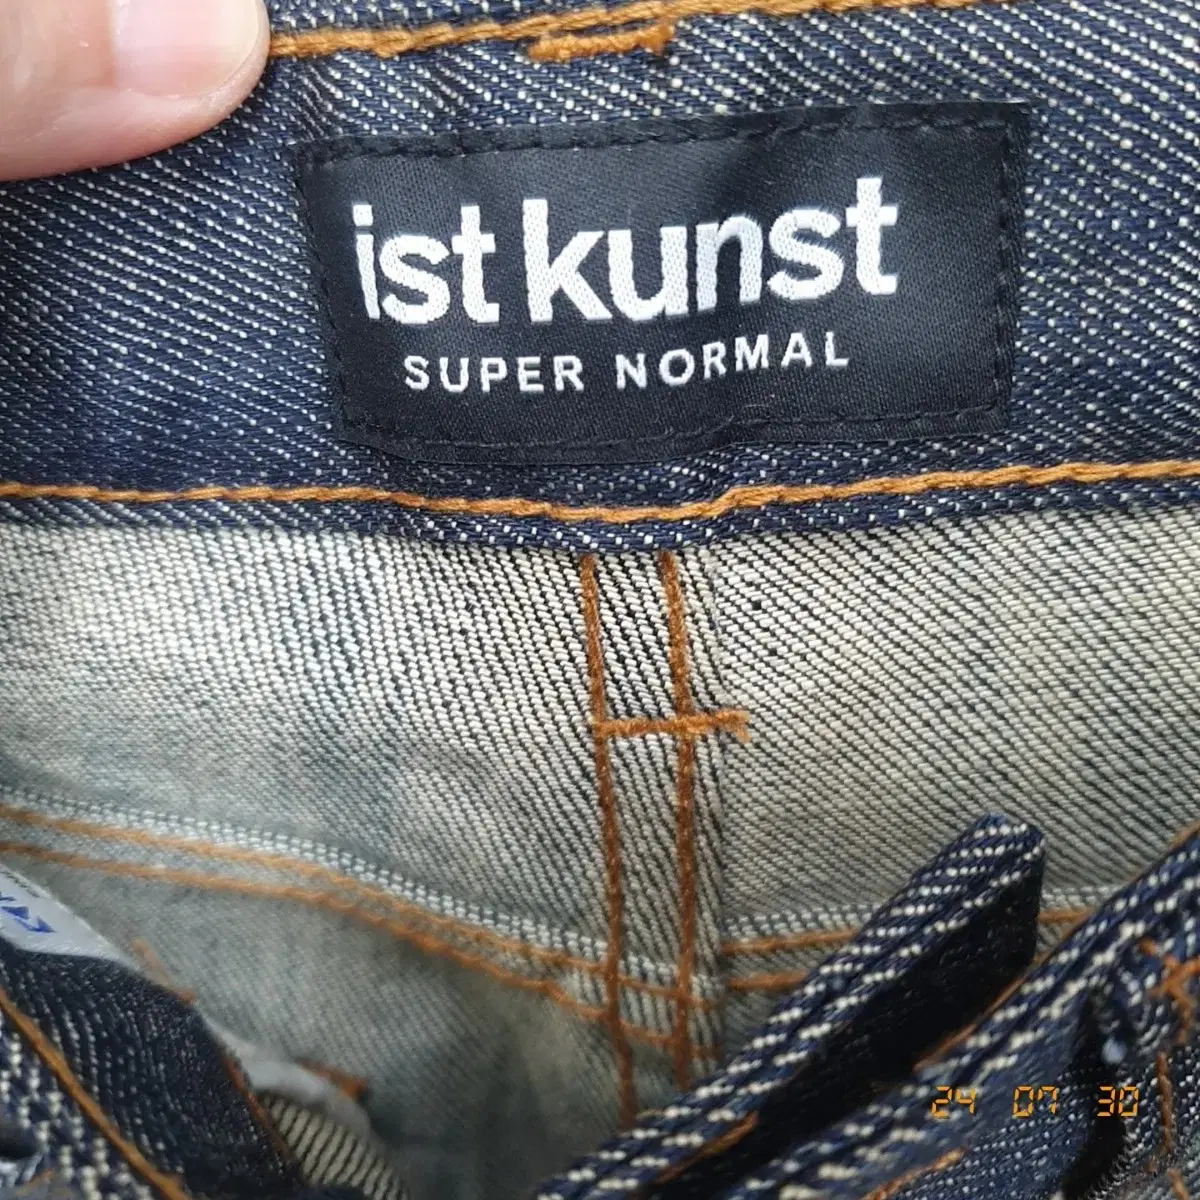 ist kunst
SUPER NORMAL
24 07 30